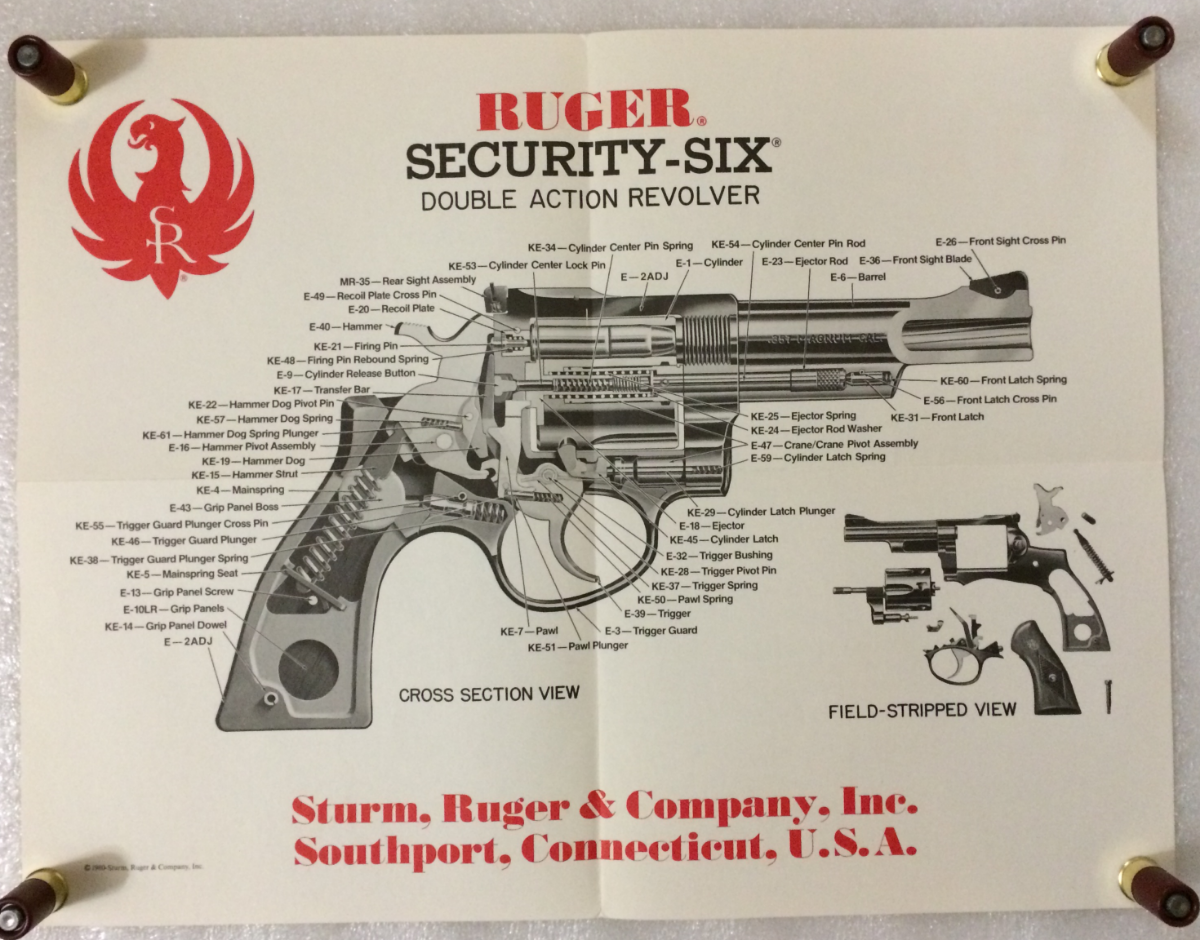 RUGER®
SECURITY-SIX®
DOUBLE ACTION REVOLVER
SR
KE-34—Cylinder Center Pin Spring
KE-54—Cylinder Center Pin Rod
E-26—Front Sight Cross Pin
KE-53—Cylinder Center Lock Pin
E-1—Cylinder
E-23—Ejector Rod
E-36—Front Sight Blade
MR-35—Rear Sight Assembly
E—2ADJ
E-6—Barrel
E-49—Recoil Plate Cross Pin
E-20—Recoil Plate
E-40—Hammer
KE-21—Firing Pin
KE-48—Firing Pin Rebound Spring
E-9—Cylinder Release Button
KE-17—Transfer Bar
KE-22—Hammer Dog Pivot Pin
KE-57—Hammer Dog Spring
KE-61—Hammer Dog Spring Plunger
E-16—Hammer Pivot Assembly
KE-19—Hammer Dog
KE-15—Hammer Strut
KE-4—Mainspring
E-43—Grip Panel Boss
KE-55—Trigger Guard Plunger Cross Pin
KE-46—Trigger Guard Plunger
KE-38—Trigger Guard Plunger Spring
KE-5—Mainspring Seat
E-13—Grip Panel Screw
E-10LR—Grip Panels
KE-14—Grip Panel Dowel
E—2ADJ
MAGNUM CAL.
KE-60—Front Latch Spring
E-56—Front Latch Cross Pin
KE-31—Front Latch
KE-25—Ejector Spring
KE-24—Ejector Rod Washer
E-47—Crane/Crane Pivot Assembly
E-59—Cylinder Latch Spring
KE-29—Cylinder Latch Plunger
E-18—Ejector
KE-45—Cylinder Latch
E-32—Trigger Bushing
KE-28—Trigger Pivot Pin
KE-37—Trigger Spring
KE-50—Pawl Spring
E-39—Trigger
E-3—Trigger Guard
KE-7—Pawl
KE-51—Pawl Plunger
CROSS SECTION VIEW
FIELD-STRIPPED VIEW
Sturm, Ruger & Company, Inc.
Southport, Connecticut, U.S.A.
Sturm, Ruger & Company, Inc.